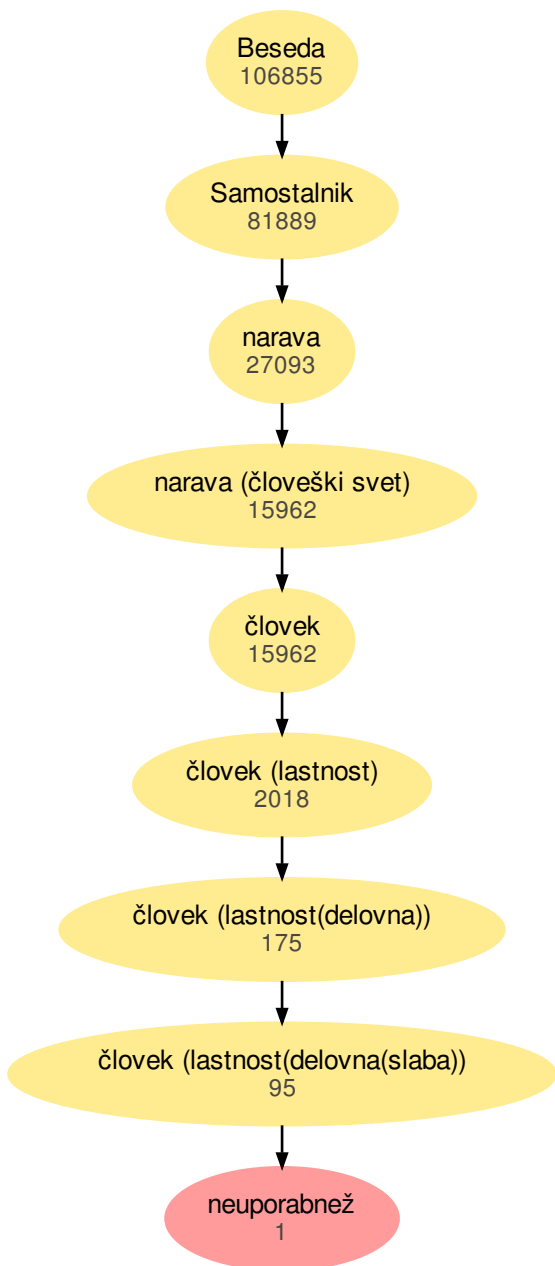 Beseda
106855
Samostalnik
81889
narava
27093
narava (človeški svet)
15962
človek
15962
človek (lastnost)
2018
človek (lastnost(delovna))
175
človek (lastnost(delovna(slaba))
95
neuporabnež
1